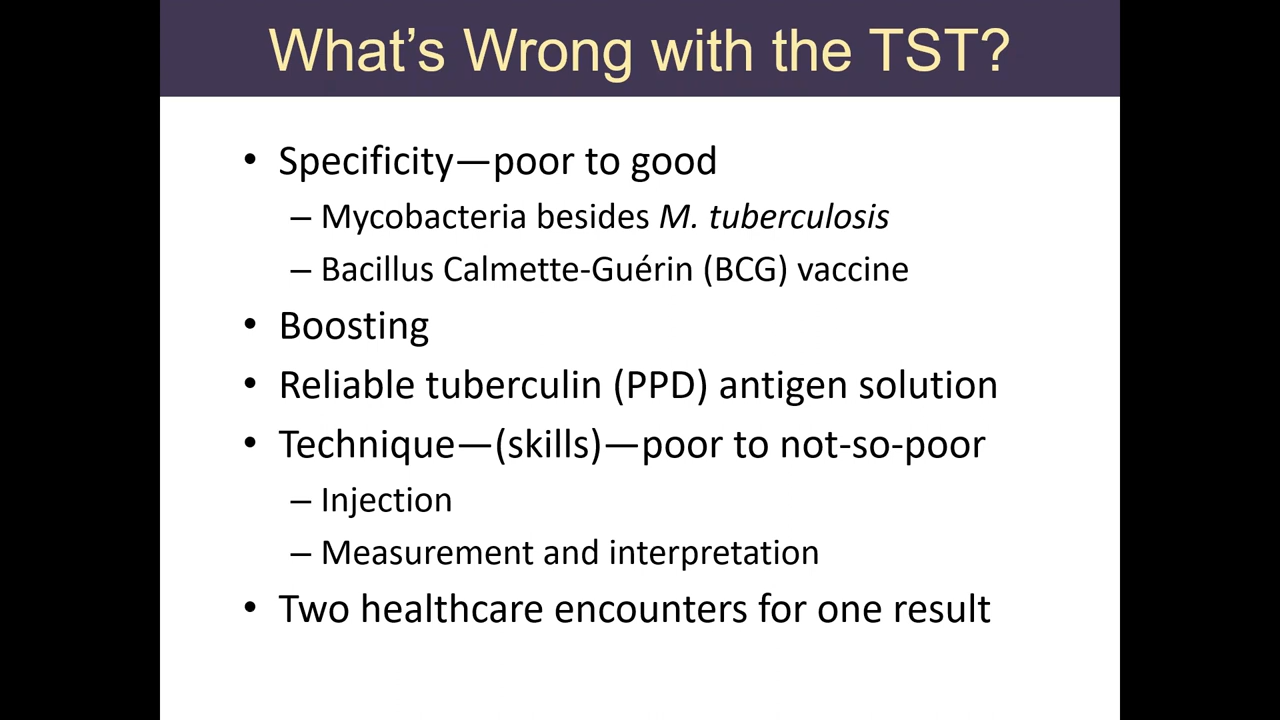 What’s Wrong with the TST?
• Specificity—poor to good
– Mycobacteria besides M. tuberculosis
– Bacillus Calmette-Guérin (BCG) vaccine
• Boosting
• Reliable tuberculin (PPD) antigen solution
• Technique—(skills)—poor to not-so-poor
– Injection
– Measurement and interpretation
• Two healthcare encounters for one result